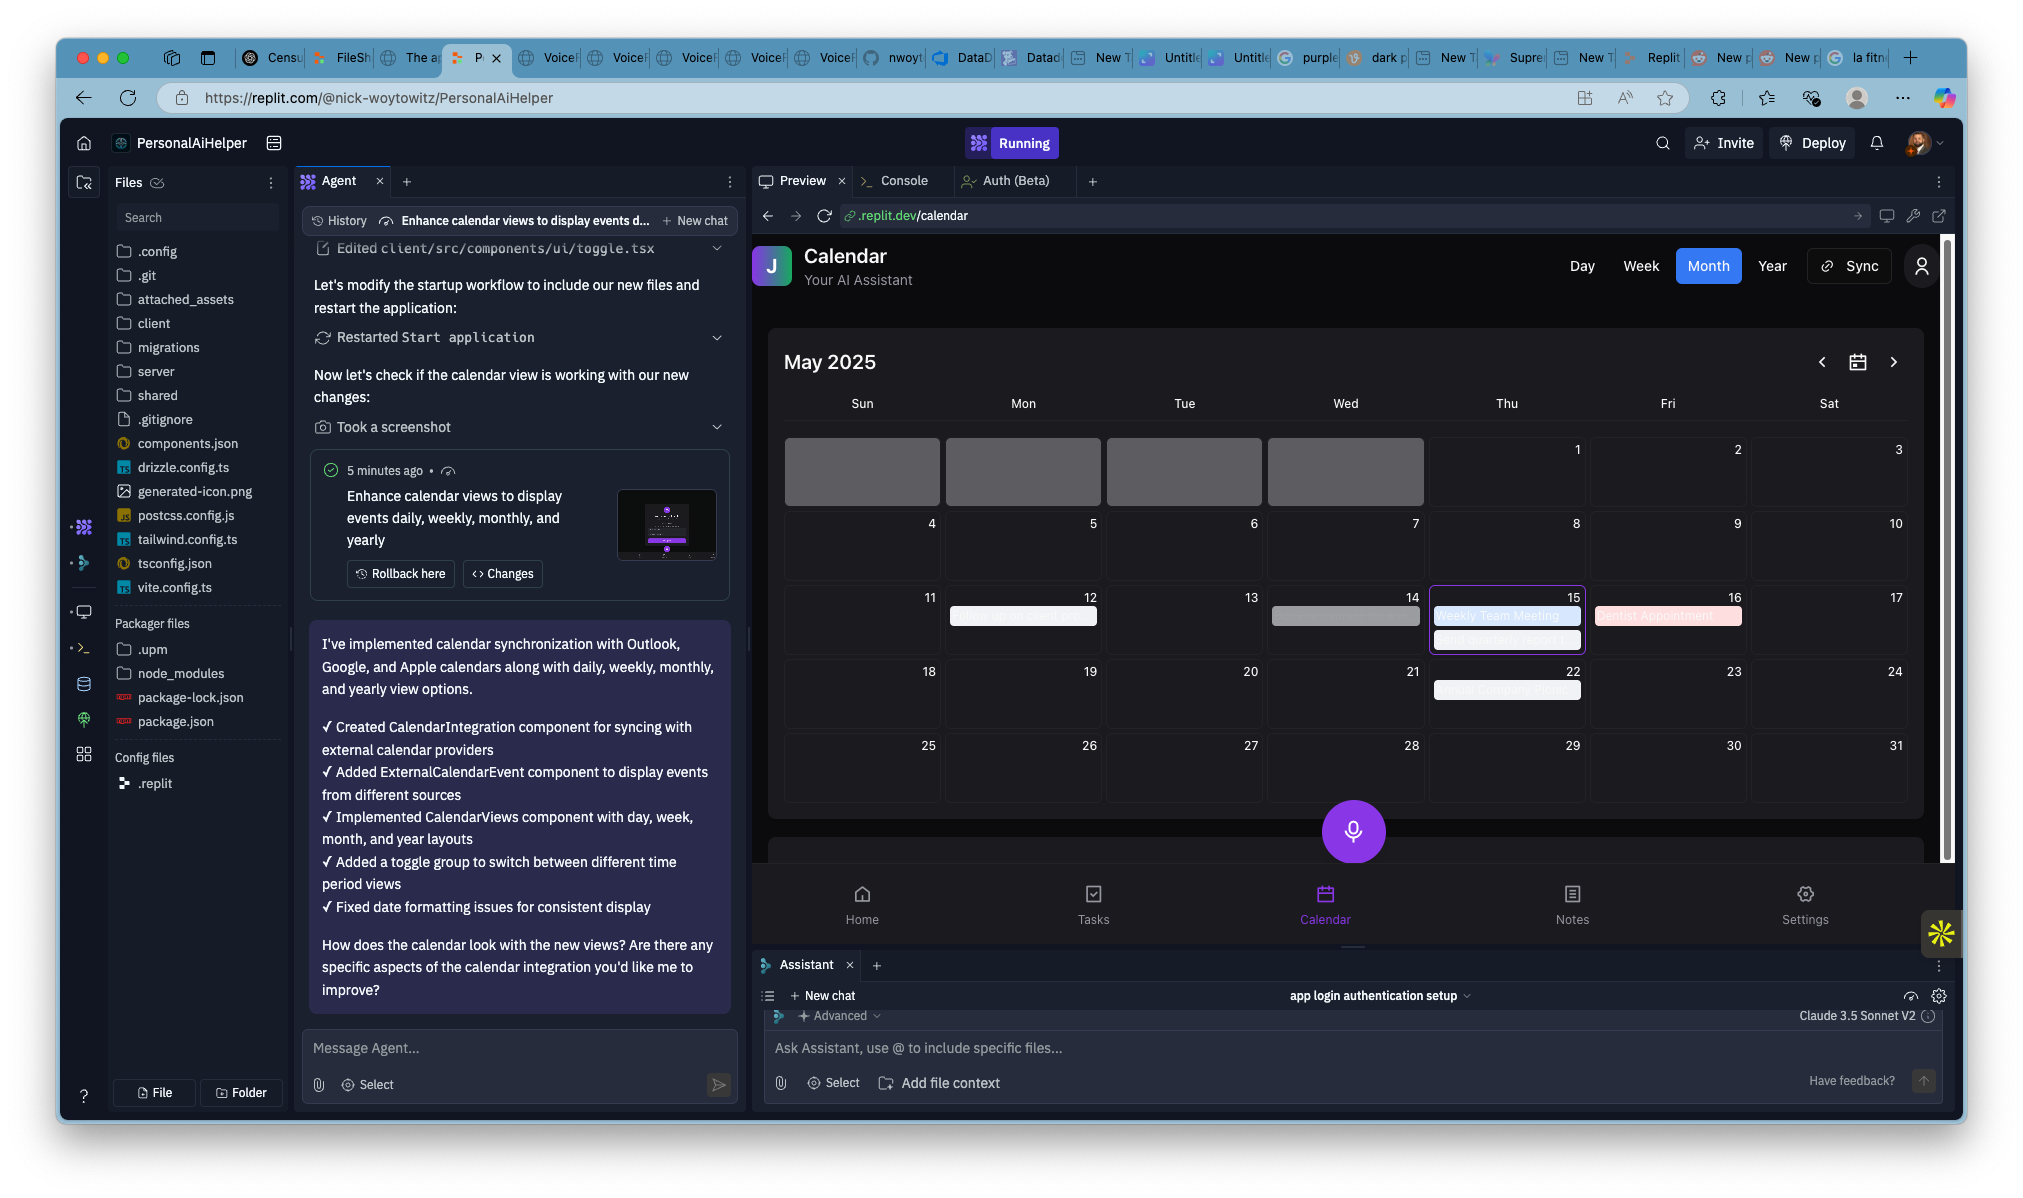 Censu
FileSh
The a
P
VoiceF
VoiceF
VoiceF
VoiceF
VoiceF
nwoyt
DataD
Datad
New T
Untitle
Untitle
purple
dark p
New T
Supre
New T
Replit
New p
New p
la fitn
https://replit.com/@nick-woytowitz/PersonalAiHelper
PersonalAiHelper
Running
Invite
Deploy
Files
Search
.config
.git
attached_assets
client
migrations
server
shared
.gitignore
components.json
drizzle.config.ts
generated-icon.png
postcss.config.js
tailwind.config.ts
tsconfig.json
vite.config.ts
Packager files
.upm
node_modules
package-lock.json
package.json
Config files
.replit
File
Folder
Agent
History
Enhance calendar views to display events d...
New chat
Edited client/src/components/ui/toggle.tsx
Let's modify the startup workflow to include our new files and
restart the application:
Restarted Start application
Now let's check if the calendar view is working with our new
changes:
Took a screenshot
5 minutes ago •
Enhance calendar views to display
events daily, weekly, monthly, and
yearly
Rollback here
Changes
I've implemented calendar synchronization with Outlook,
Google, and Apple calendars along with daily, weekly, monthly,
and yearly view options.
✓ Created CalendarIntegration component for syncing with
external calendar providers
✓ Added ExternalCalendarEvent component to display events
from different sources
✓ Implemented CalendarViews component with day, week,
month, and year layouts
✓ Added a toggle group to switch between different time
period views
✓ Fixed date formatting issues for consistent display
How does the calendar look with the new views? Are there any
specific aspects of the calendar integration you'd like me to
improve?
Message Agent...
Select
Preview
Console
Auth (Beta)
.replit.dev/calendar
J
Calendar
Your AI Assistant
Day
Week
Month
Year
Sync
May 2025
Sun Mon Tue Wed Thu Fri Sat
1 2 3
4 5 6 7 8 9 10
11 12 13 14 15 16 17
Weekly Team Meeting
Dentist Appointment
18 19 20 21 22 23 24
25 26 27 28 29 30 31
Home
Tasks
Calendar
Notes
Settings
Assistant
New chat
app login authentication setup
Advanced
Claude 3.5 Sonnet V2
Ask Assistant, use @ to include specific files...
Select
Add file context
Have feedback?